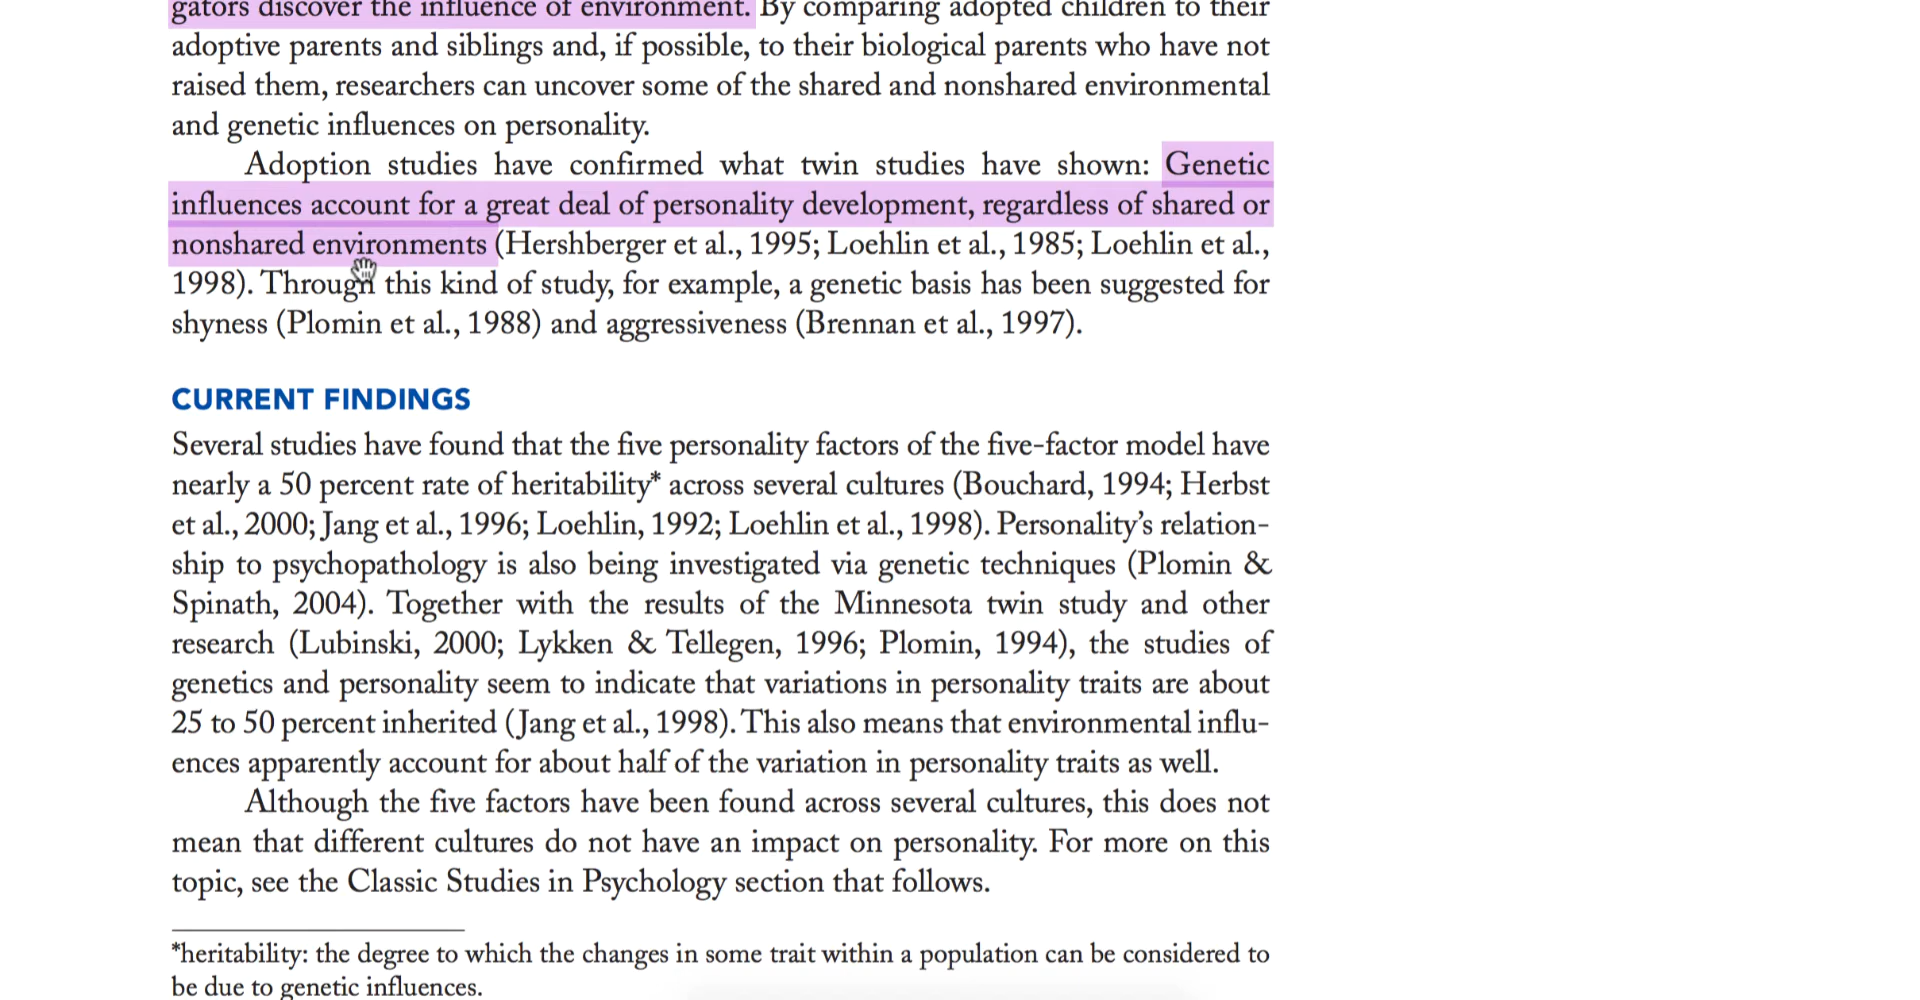 gators discover the influence of environment. By comparing adopted children to their
adoptive parents and siblings and, if possible, to their biological parents who have not
raised them, researchers can uncover some of the shared and nonshared environmental
and genetic influences on personality.
Adoption studies have confirmed what twin studies have shown: Genetic
influences account for a great deal of personality development, regardless of shared or
nonshared environments (Hershberger et al., 1995; Loehlin et al., 1985; Loehlin et al.,
1998). Through this kind of study, for example, a genetic basis has been suggested for
shyness (Plomin et al., 1988) and aggressiveness (Brennan et al., 1997).
CURRENT FINDINGS
Several studies have found that the five personality factors of the five-factor model have
nearly a 50 percent rate of heritability* across several cultures (Bouchard, 1994; Herbst
et al., 2000; Jang et al., 1996; Loehlin, 1992; Loehlin et al., 1998). Personality's relation-
ship to psychopathology is also being investigated via genetic techniques (Plomin &
Spinath, 2004). Together with the results of the Minnesota twin study and other
research (Lubinski, 2000; Lykken & Tellegen, 1996; Plomin, 1994), the studies of
genetics and personality seem to indicate that variations in personality traits are about
25 to 50 percent inherited (Jang et al., 1998). This also means that environmental influ-
ences apparently account for about half of the variation in personality traits as well.
Although the five factors have been found across several cultures, this does not
mean that different cultures do not have an impact on personality. For more on this
topic, see the Classic Studies in Psychology section that follows.
*heritability: the degree to which the changes in some trait within a population can be considered to
be due to genetic influences.